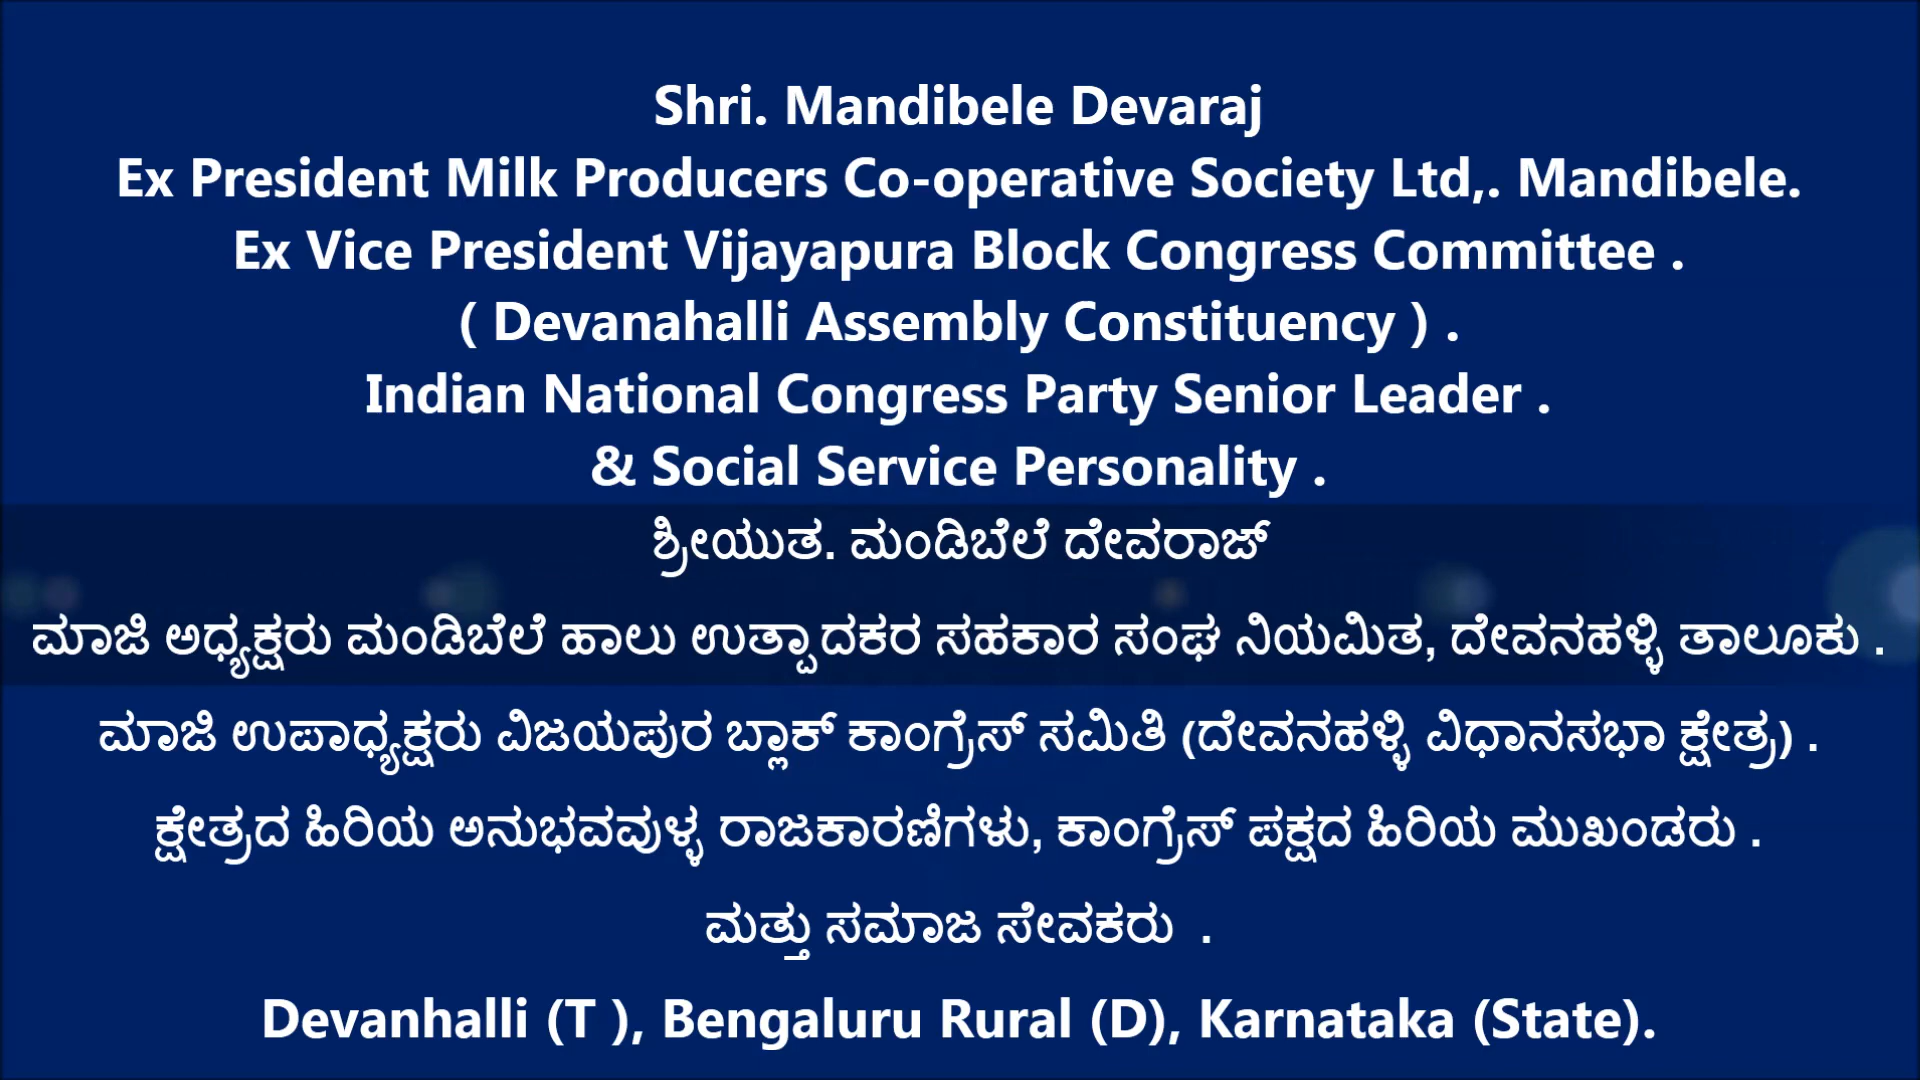 Shri. Mandibele Devaraj
Ex President Milk Producers Co-operative Society Ltd,. Mandibele.
Ex Vice President Vijayapura Block Congress Committee .
( Devanahalli Assembly Constituency ) .
Indian National Congress Party Senior Leader .
& Social Service Personality .
ಶ್ರೀಯುತ. ಮಂಡಿಬೆಲೆ ದೇವರಾಜ್
ಮಾಜಿ ಅಧ್ಯಕ್ಷರು ಮಂಡಿಬೆಲೆ ಹಾಲು ಉತ್ಪಾದಕರ ಸಹಕಾರ ಸಂಘ ನಿಯಮಿತ, ದೇವನಹಳ್ಳಿ ತಾಲೂಕು .
ಮಾಜಿ ಉಪಾಧ್ಯಕ್ಷರು ವಿಜಯಪುರ ಬ್ಲಾಕ್ ಕಾಂಗ್ರೆಸ್ ಸಮಿತಿ (ದೇವನಹಳ್ಳಿ ವಿಧಾನಸಭಾ ಕ್ಷೇತ್ರ) .
ಕ್ಷೇತ್ರದ ಹಿರಿಯ ಅನುಭವವುಳ್ಳ ರಾಜಕಾರಣಿಗಳು, ಕಾಂಗ್ರೆಸ್ ಪಕ್ಷದ ಹಿರಿಯ ಮುಖಂಡರು .
ಮತ್ತು ಸಮಾಜ ಸೇವಕರು .
Devanhalli (T ), Bengaluru Rural (D), Karnataka (State).